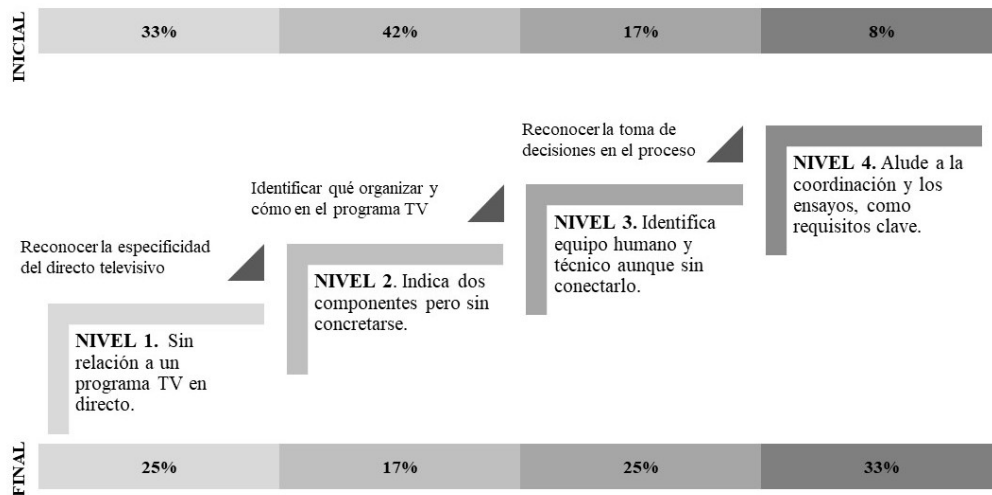 INICIAL
33%
42%
17%
8%
Reconocer la toma de
decisiones en el proceso
NIVEL 4. Alude a la
coordinación y los
ensayos, como
requisitos clave.
Identificar qué organizar y
cómo en el programa TV
NIVEL 3. Identifica
equipo humano y
técnico aunque sin
conectarlo.
Reconocer la especificidad
del directo televisivo
NIVEL 2. Indica dos
componentes pero sin
concretarse.
NIVEL 1. Sin
relación a un
programa TV en
directo.
FINAL
25%
17%
25%
33%